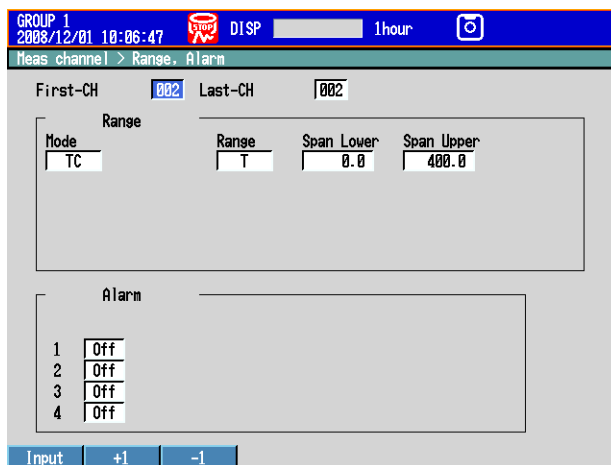 GROUP 1
2008/12/01 10:06:47 STOP DISP 1hour
Meas channel > Range, Alarm
First-CH 002 Last-CH 002
Range
Mode Range Span Lower Span Upper
TC T 0.0 400.0
Alarm
1 Off
2 Off
3 Off
4 Off
Input +1 -1